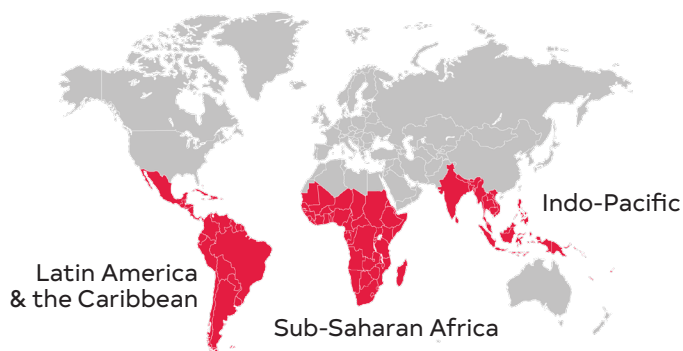 Indo-Pacific
Latin America
& the Caribbean
Sub-Saharan Africa